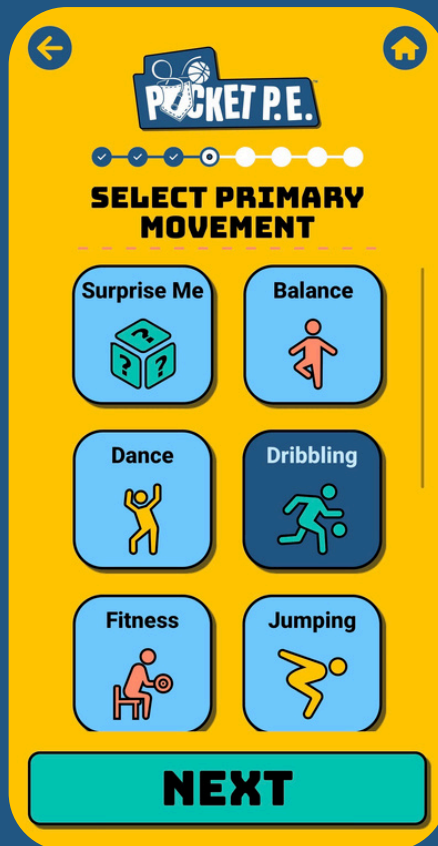 POCKET P.E.
SELECT PRIMARY
MOVEMENT
Surprise Me
Balance
? ? ?
Dance
Dribbling
Fitness
Jumping
NEXT